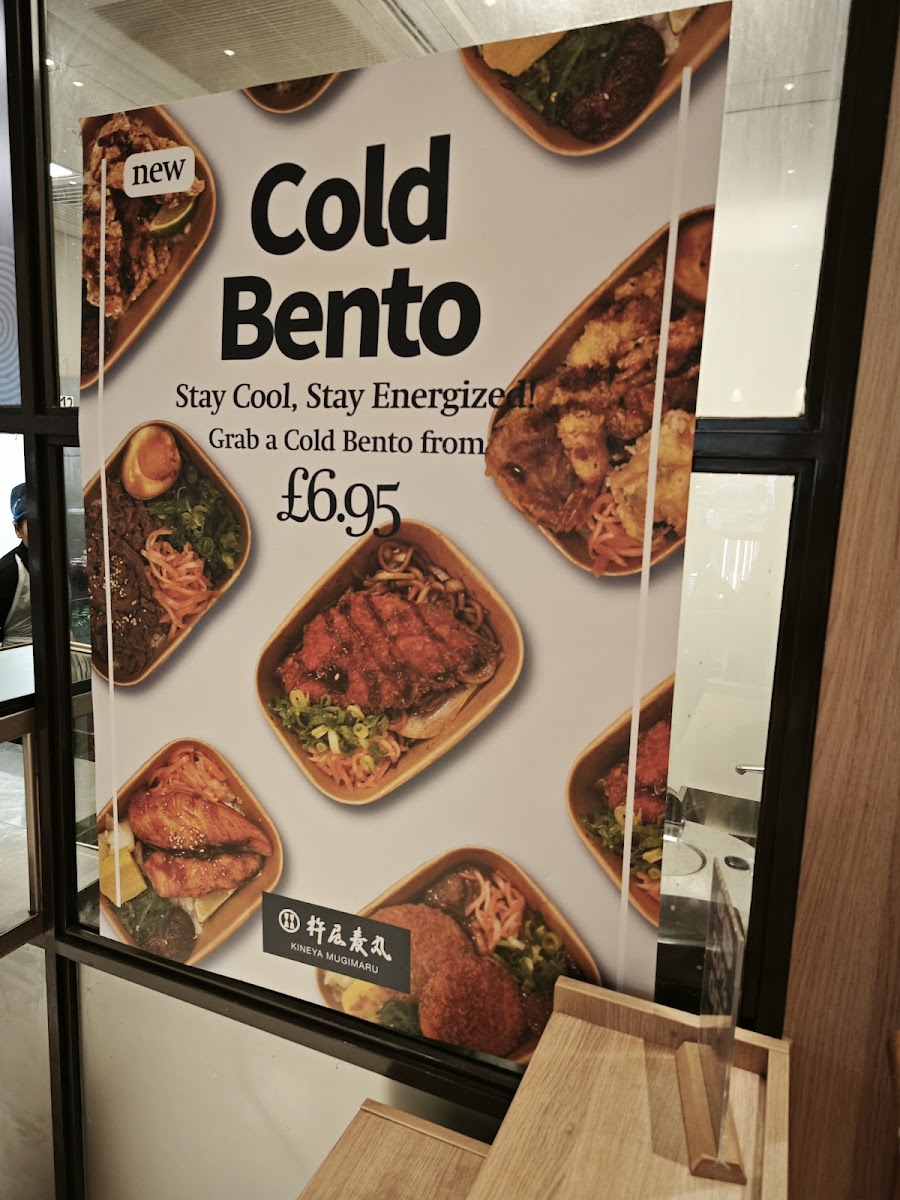 new
Cold
Bento
Stay Cool, Stay Energized!
Grab a Cold Bento from
£6.95
杵屋麦丸
KINEYA MUGIMARU
12